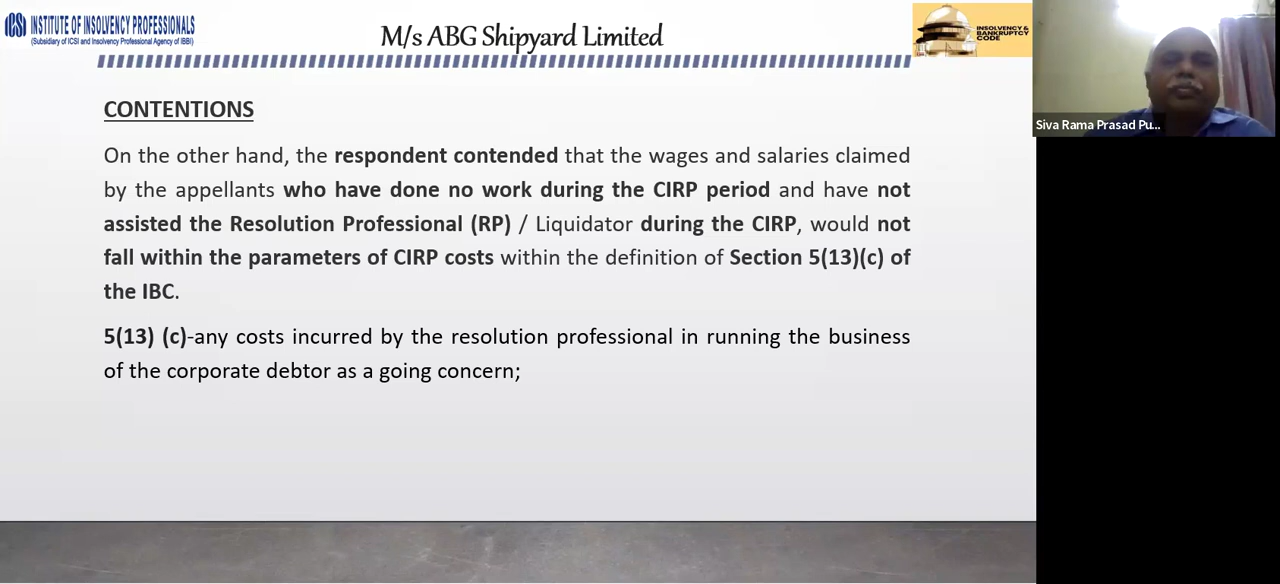 ICSI INSTITUTE OF INSOLVENCY PROFESSIONALS
(Subsidiary of ICSI and Insolvency Professional Agency of IBBI)
M/s ABG Shipyard Limited
INSOLVENCY &
BANKRUPTCY
CODE
Siva Rama Prasad Pu...
CONTENTIONS
On the other hand, the respondent contended that the wages and salaries claimed
by the appellants who have done no work during the CIRP period and have not
assisted the Resolution Professional (RP) / Liquidator during the CIRP, would not
fall within the parameters of CIRP costs within the definition of Section 5(13)(c) of
the IBC.
5(13) (c)-any costs incurred by the resolution professional in running the business
of the corporate debtor as a going concern;